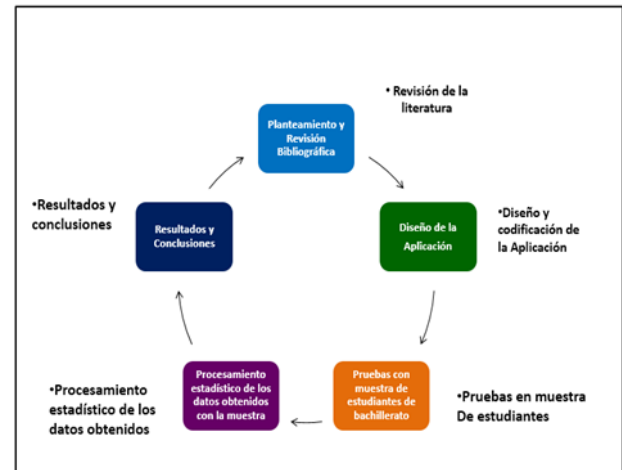 Planteamiento y
Revisión
Bibliográfica
• Revisión de la
literatura
Diseño de la
Aplicación
•Diseño y
codificación de
la Aplicación
Pruebas con
muestra de
estudiantes de
bachillerato
•Pruebas en muestra
De estudiantes
Procesamiento
estadístico de los
datos obtenidos
con la muestra
•Procesamiento
estadístico de los
datos obtenidos
Resultados y
Conclusiones
•Resultados y
conclusiones